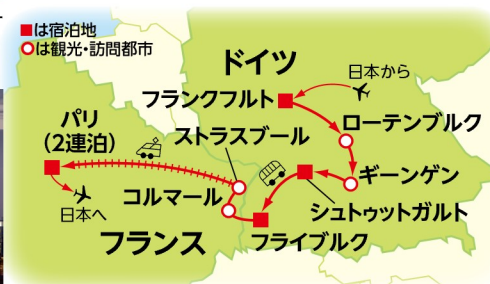 ■は宿泊地
○は観光・訪問都市
ドイツ
日本から
フランクフルト
パリ
(2連泊)
ストラスブール
ローテンブルク
ギーンゲン
コルマール
シュトゥットガルト
日本へ
フランス
フライブルク